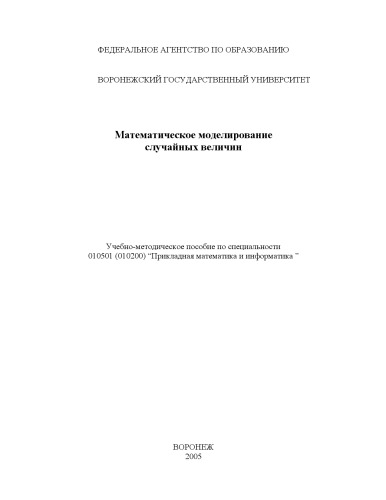 ФЕДЕРАЛЬНОЕ АГЕНТСТВО ПО ОБРАЗОВАНИЮ
ВОРОНЕЖСКИЙ ГОСУДАРСТВЕННЫЙ УНИВЕРСИТЕТ
Математическое моделирование
случайных величин
Учебно-методическое пособие по специальности
010501 (010200) “Прикладная математика и информатика ”
ВОРОНЕЖ
2005